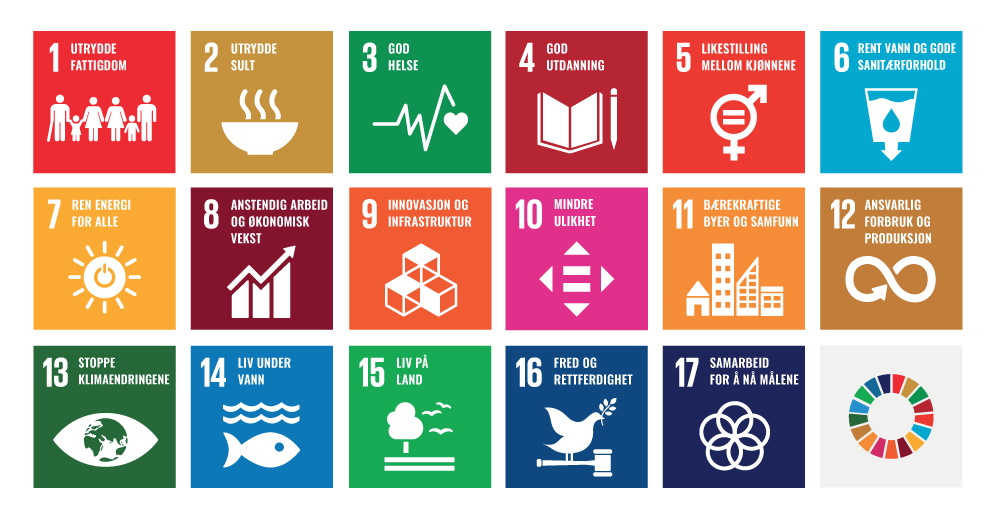 1 UTRYDDE
FATTIGDOM
2 UTRYDDE
SULT
3 GOD
HELSE
4 GOD
UTDANNING
5 LIKESTILLING
MELLOM KJØNNENE
6 RENT VANN OG GODE
SANITÆRFORHOLD
7 REN ENERGI
FOR ALLE
8 ANSTENDIG ARBEID
OG ØKONOMISK
VEKST
9 INNOVASJON OG
INFRASTRUKTUR
10 MINDRE
ULIKHET
11 BÆREKRAFTIGE
BYER OG SAMFUNN
12 ANSVARLIG
FORBRUK OG
PRODUKSJON
13 STOPPE
KLIMAENDRINGENE
14 LIV UNDER
VANN
15 LIV PÅ
LAND
16 FRED OG
RETTFERDIGHET
17 SAMARBEID
FOR Å NÅ MÅLENE